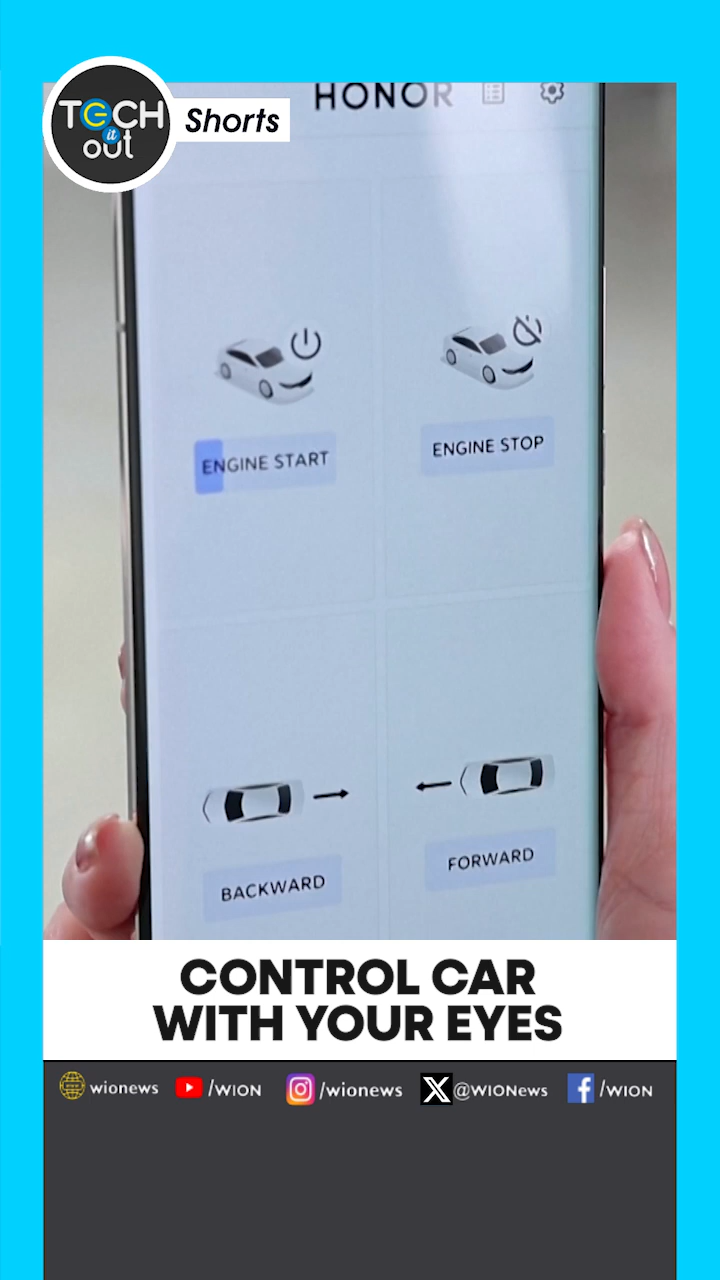 TECH
it
out
Shorts
HONOR
ENGINE START
ENGINE STOP
BACKWARD
FORWARD
CONTROL CAR
WITH YOUR EYES
wionews
/WION
/wionews
@WIONews
/WION